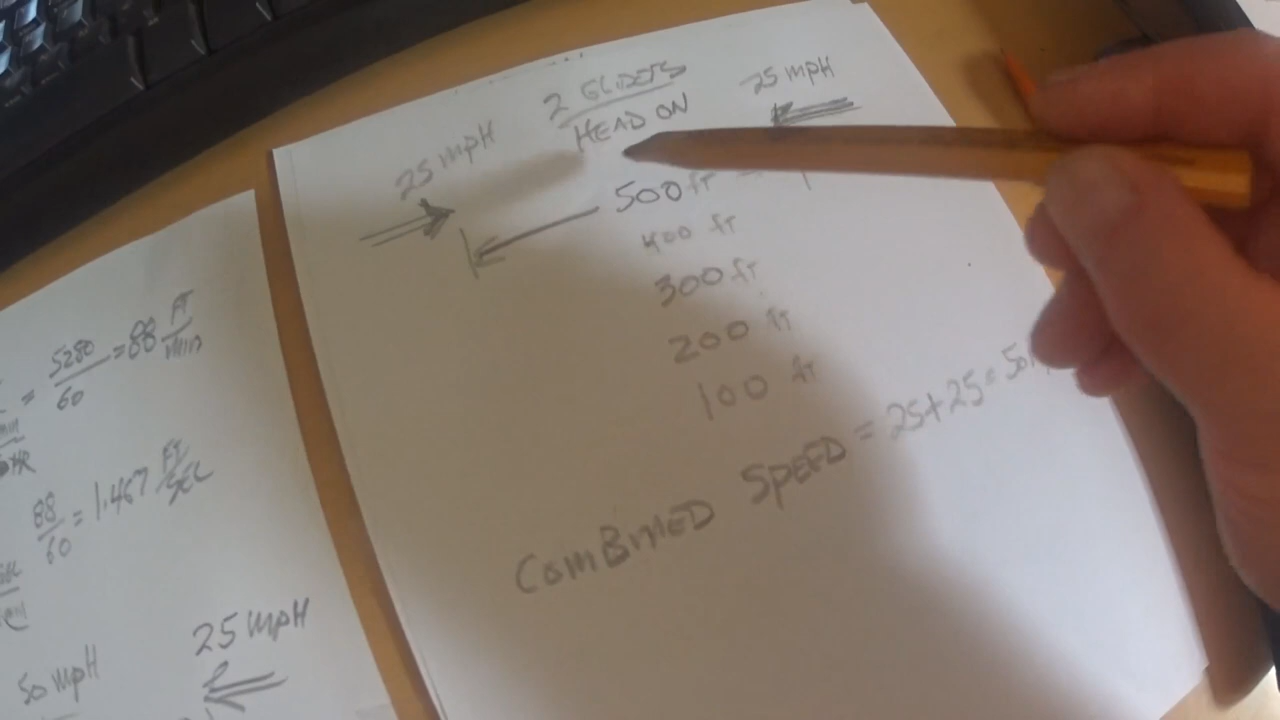 2 GLIDERS
HEAD ON
25 MPH
25 MPH
500 ft
400 ft
300 ft
200 ft
100 ft
COMBINED SPEED = 25+25 = 50
= 5280/60 = 88 FT/MIN
88/60 = 1.467 FT/SEC
50 MPH
25 MPH